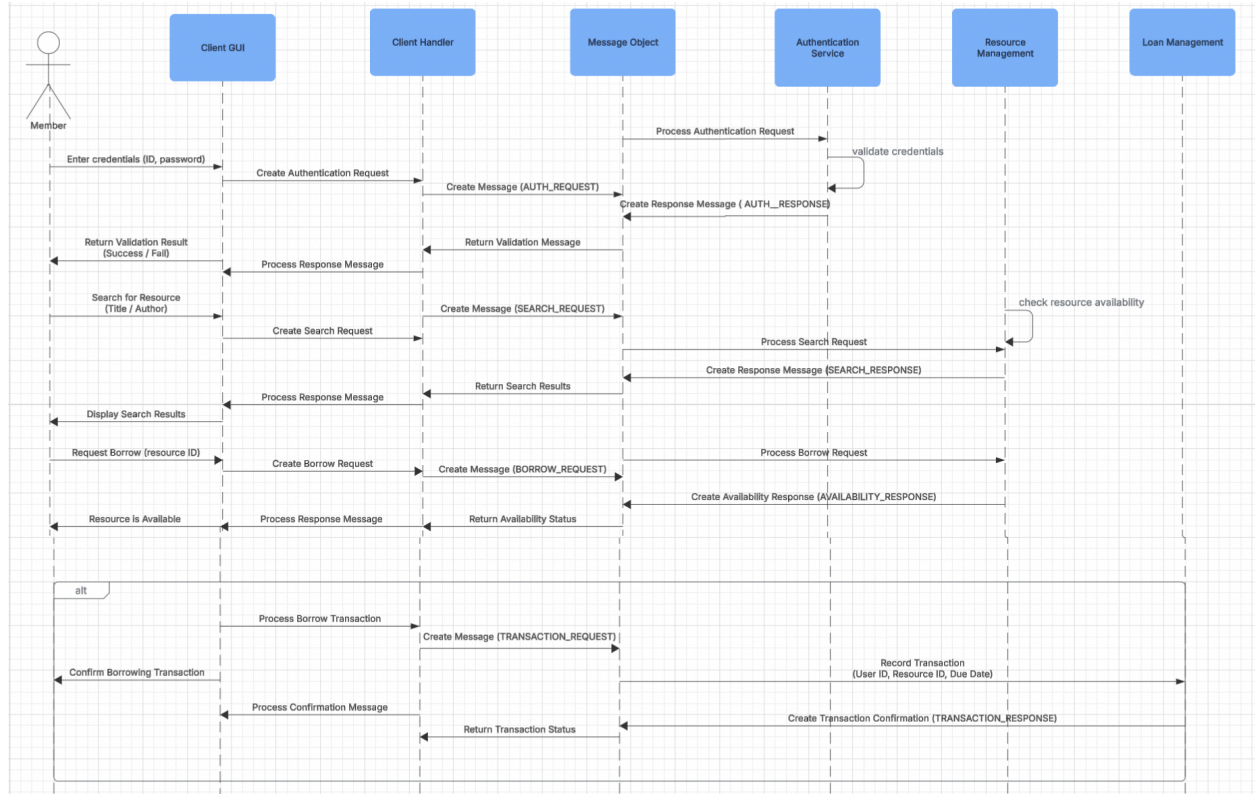 Client GUI
Client Handler
Message Object
Authentication
Service
Resource
Management
Loan Management
Member
Process Authentication Request
validate credentials
Enter credentials (ID, password)
Create Authentication Request
Create Message (AUTH_REQUEST)
Create Response Message ( AUTH__RESPONSE)
Return Validation Result
(Success / Fail)
Return Validation Message
Process Response Message
Search for Resource
(Title / Author)
Create Message (SEARCH_REQUEST)
check resource availability
Create Search Request
Process Search Request
Create Response Message (SEARCH_RESPONSE)
Return Search Results
Process Response Message
Display Search Results
Request Borrow (resource ID)
Process Borrow Request
Create Borrow Request
Create Message (BORROW_REQUEST)
Create Availability Response (AVAILABILITY_RESPONSE)
Resource is Available
Process Response Message
Return Availability Status
alt
Process Borrow Transaction
Create Message (TRANSACTION_REQUEST)
Record Transaction
(User ID, Resource ID, Due Date)
Confirm Borrowing Transaction
Process Confirmation Message
Create Transaction Confirmation (TRANSACTION_RESPONSE)
Return Transaction Status